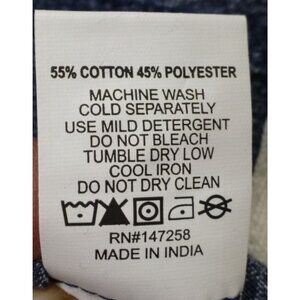 55% COTTON 45% POLYESTER
MACHINE WASH
COLD SEPARATELY
USE MILD DETERGENT
DO NOT BLEACH
TUMBLE DRY LOW
COOL IRON
DO NOT DRY CLEAN
RN#147258
MADE IN INDIA